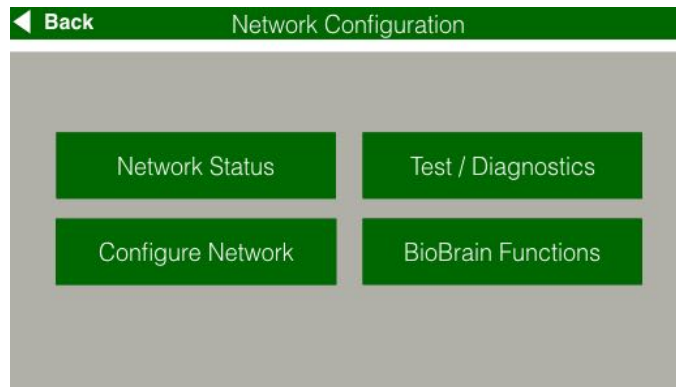 Back Network Configuration
Network Status Test / Diagnostics
Configure Network BioBrain Functions